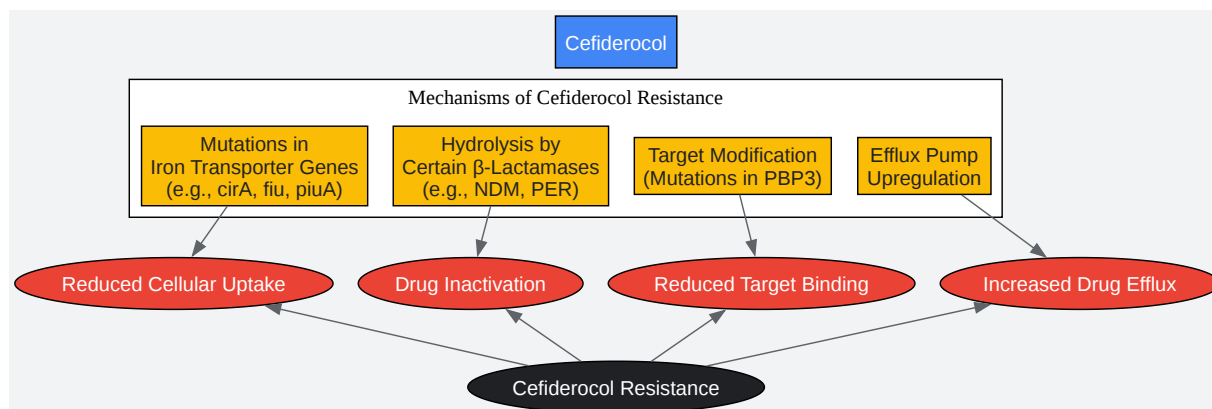 Cefiderocol
Mechanisms of Cefiderocol Resistance
Mutations in
Iron Transporter Genes
(e.g., cirA, fiu, piuA)
Hydrolysis by
Certain β-Lactamases
(e.g., NDM, PER)
Target Modification
(Mutations in PBP3)
Efflux Pump
Upregulation
Reduced Cellular Uptake
Drug Inactivation
Reduced Target Binding
Increased Drug Efflux
Cefiderocol Resistance